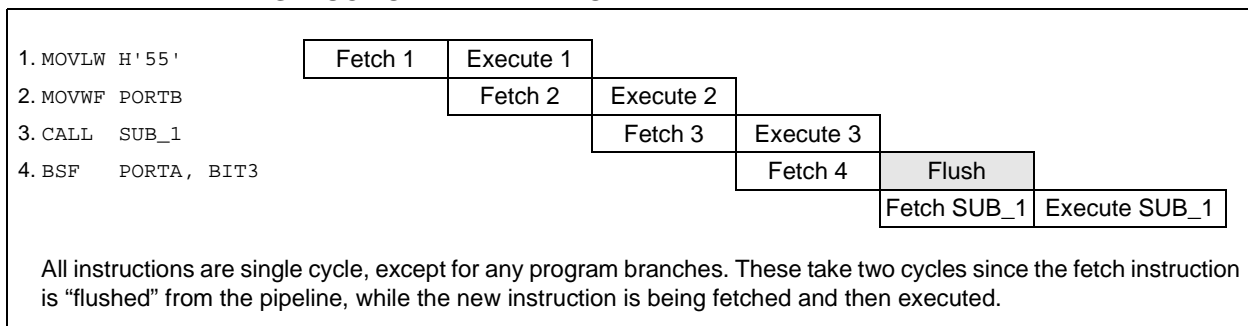 1. MOVLW H'55' Fetch 1 Execute 1
2. MOVWF PORTB Fetch 2 Execute 2
3. CALL SUB_1 Fetch 3 Execute 3
4. BSF PORTA, BIT3 Fetch 4 Flush
Fetch SUB_1 Execute SUB_1
All instructions are single cycle, except for any program branches. These take two cycles since the fetch instruction
is “flushed” from the pipeline, while the new instruction is being fetched and then executed.